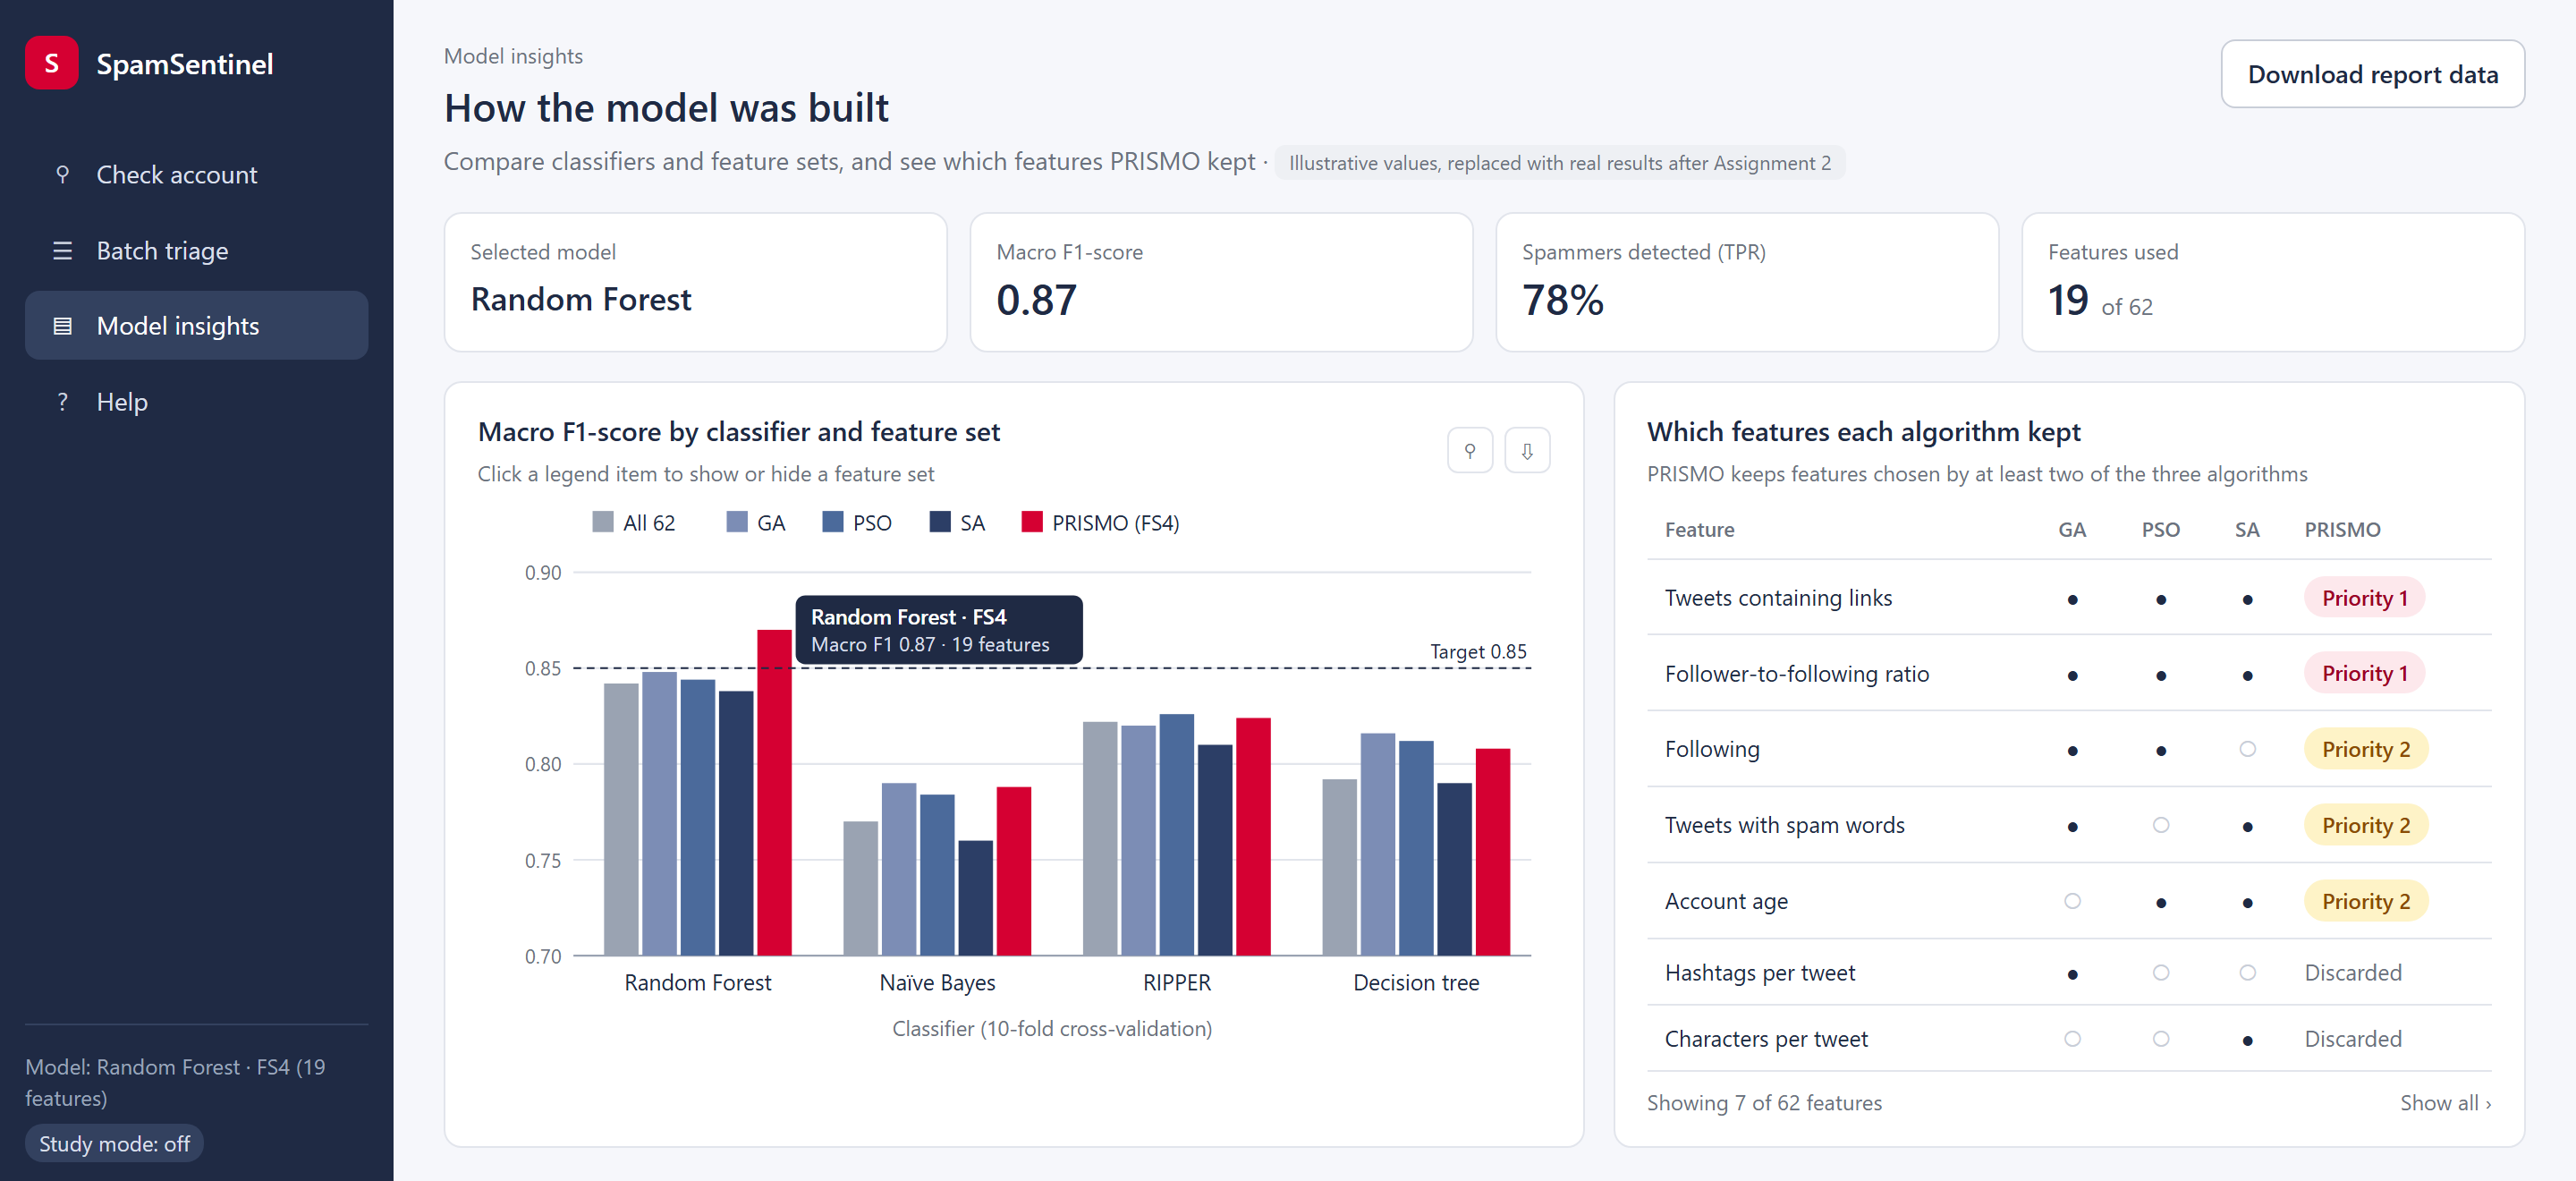 S SpamSentinel
Check account
Batch triage
Model insights
? Help
Model: Random Forest · FS4 (19
features)
Study mode: off
Model insights
How the model was built
Compare classifiers and feature sets, and see which features PRISMO kept · Illustrative values, replaced with real results after Assignment 2
Download report data
Selected model
Random Forest
Macro F1-score
0.87
Spammers detected (TPR)
78%
Features used
19 of 62
Macro F1-score by classifier and feature set
Click a legend item to show or hide a feature set
All 62 GA PSO SA PRISMO (FS4)
0.90
Random Forest · FS4
Macro F1 0.87 · 19 features
Target 0.85
0.85
0.80
0.75
0.70
Random Forest Naïve Bayes RIPPER Decision tree
Classifier (10-fold cross-validation)
Which features each algorithm kept
PRISMO keeps features chosen by at least two of the three algorithms
Feature GA PSO SA PRISMO
Tweets containing links ● ● ● Priority 1
Follower-to-following ratio ● ● ● Priority 1
Following ● ● ○ Priority 2
Tweets with spam words ● ○ ● Priority 2
Account age ○ ● ● Priority 2
Hashtags per tweet ● ○ ○ Discarded
Characters per tweet ○ ○ ● Discarded
Showing 7 of 62 features Show all ›